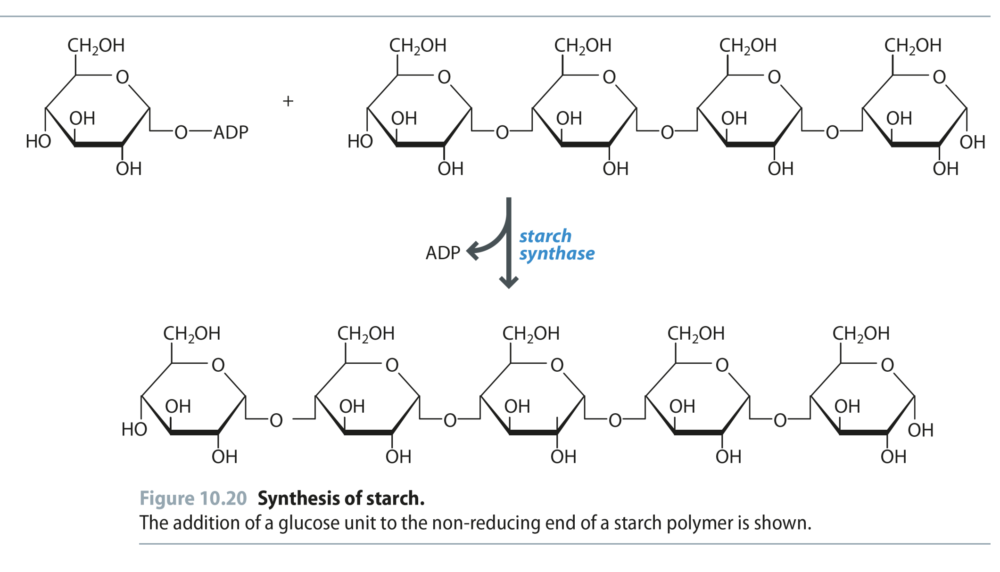 CH₂OH CH₂OH CH₂OH CH₂OH CH₂OH
O O O O O
+
OH OH OH OH OH
HO O—ADP HO O O O OH
OH OH OH OH OH
starch
ADP synthase
CH₂OH CH₂OH CH₂OH CH₂OH CH₂OH
O O O O O
OH OH OH OH OH
HO O O O O OH
OH OH OH OH OH
Figure 10.20 Synthesis of starch.
The addition of a glucose unit to the non-reducing end of a starch polymer is shown.